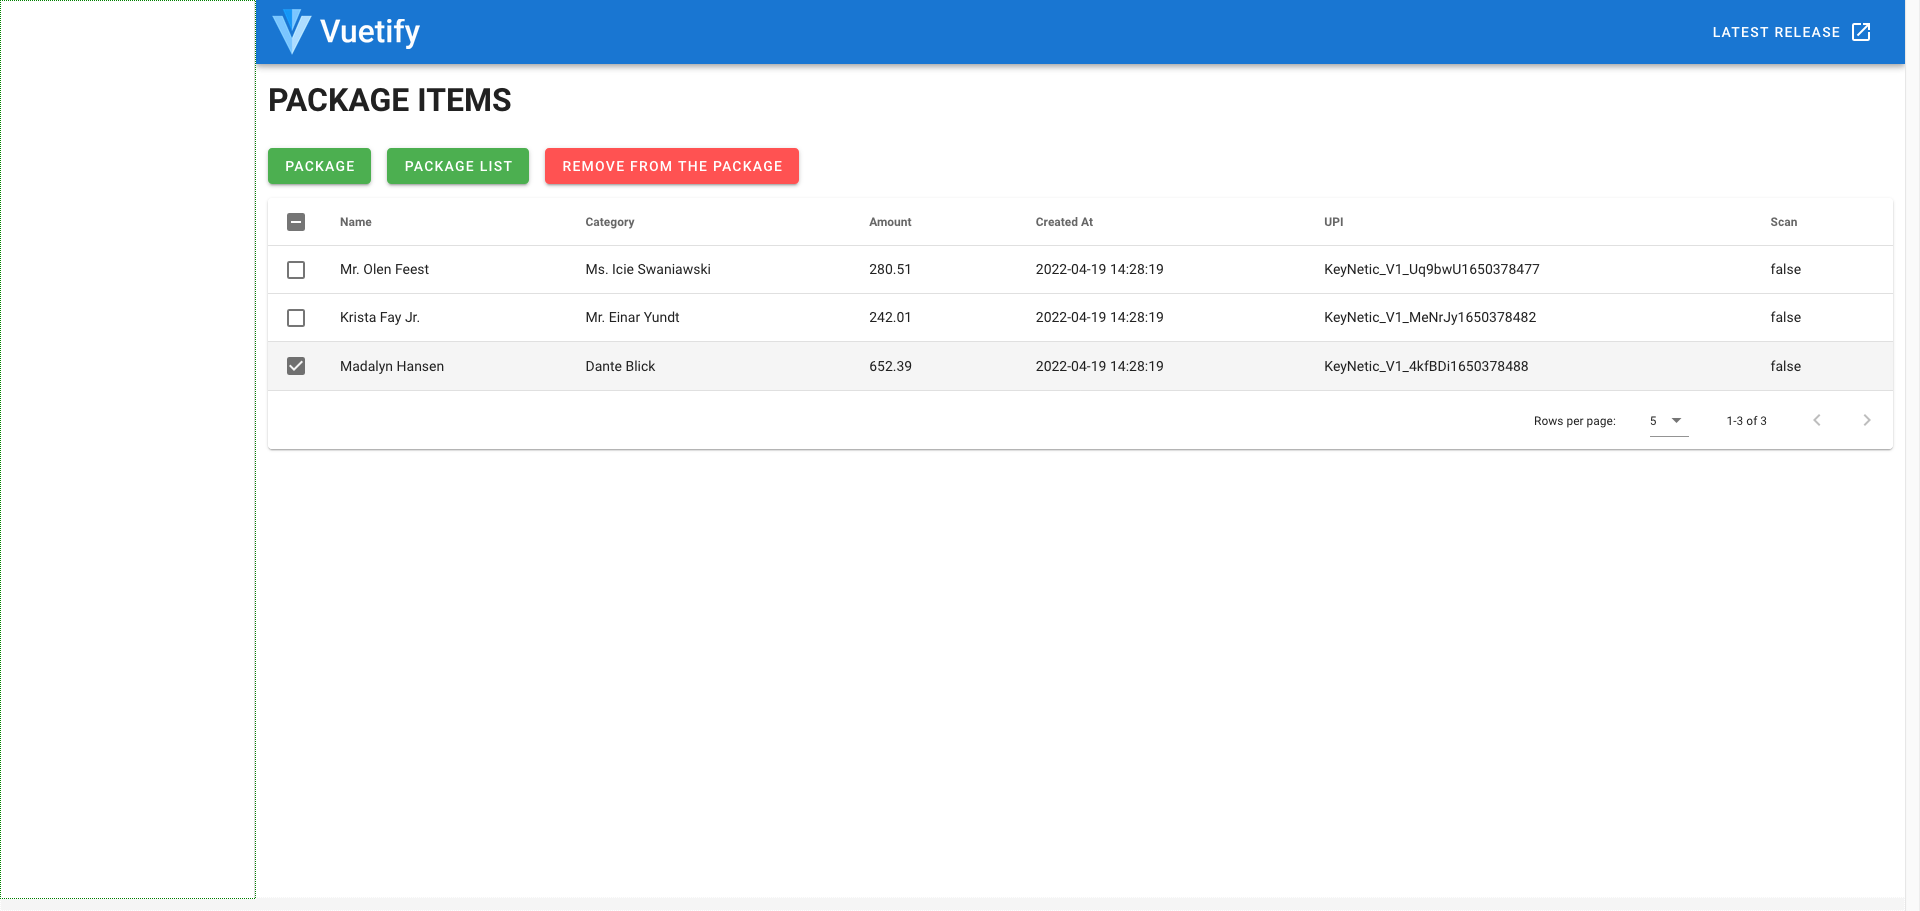 Vuetify
LATEST RELEASE
PACKAGE ITEMS
PACKAGE PACKAGE LIST REMOVE FROM THE PACKAGE
Name Category Amount Created At UPI Scan
Mr. Olen Feest Ms. Icie Swaniawski 280.51 2022-04-19 14:28:19 KeyNetic_V1_Uq9bwU1650378477 false
Krista Fay Jr. Mr. Einar Yundt 242.01 2022-04-19 14:28:19 KeyNetic_V1_MeNrJy1650378482 false
Madalyn Hansen Dante Blick 652.39 2022-04-19 14:28:19 KeyNetic_V1_4kfBDi1650378488 false
Rows per page: 5 1-3 of 3